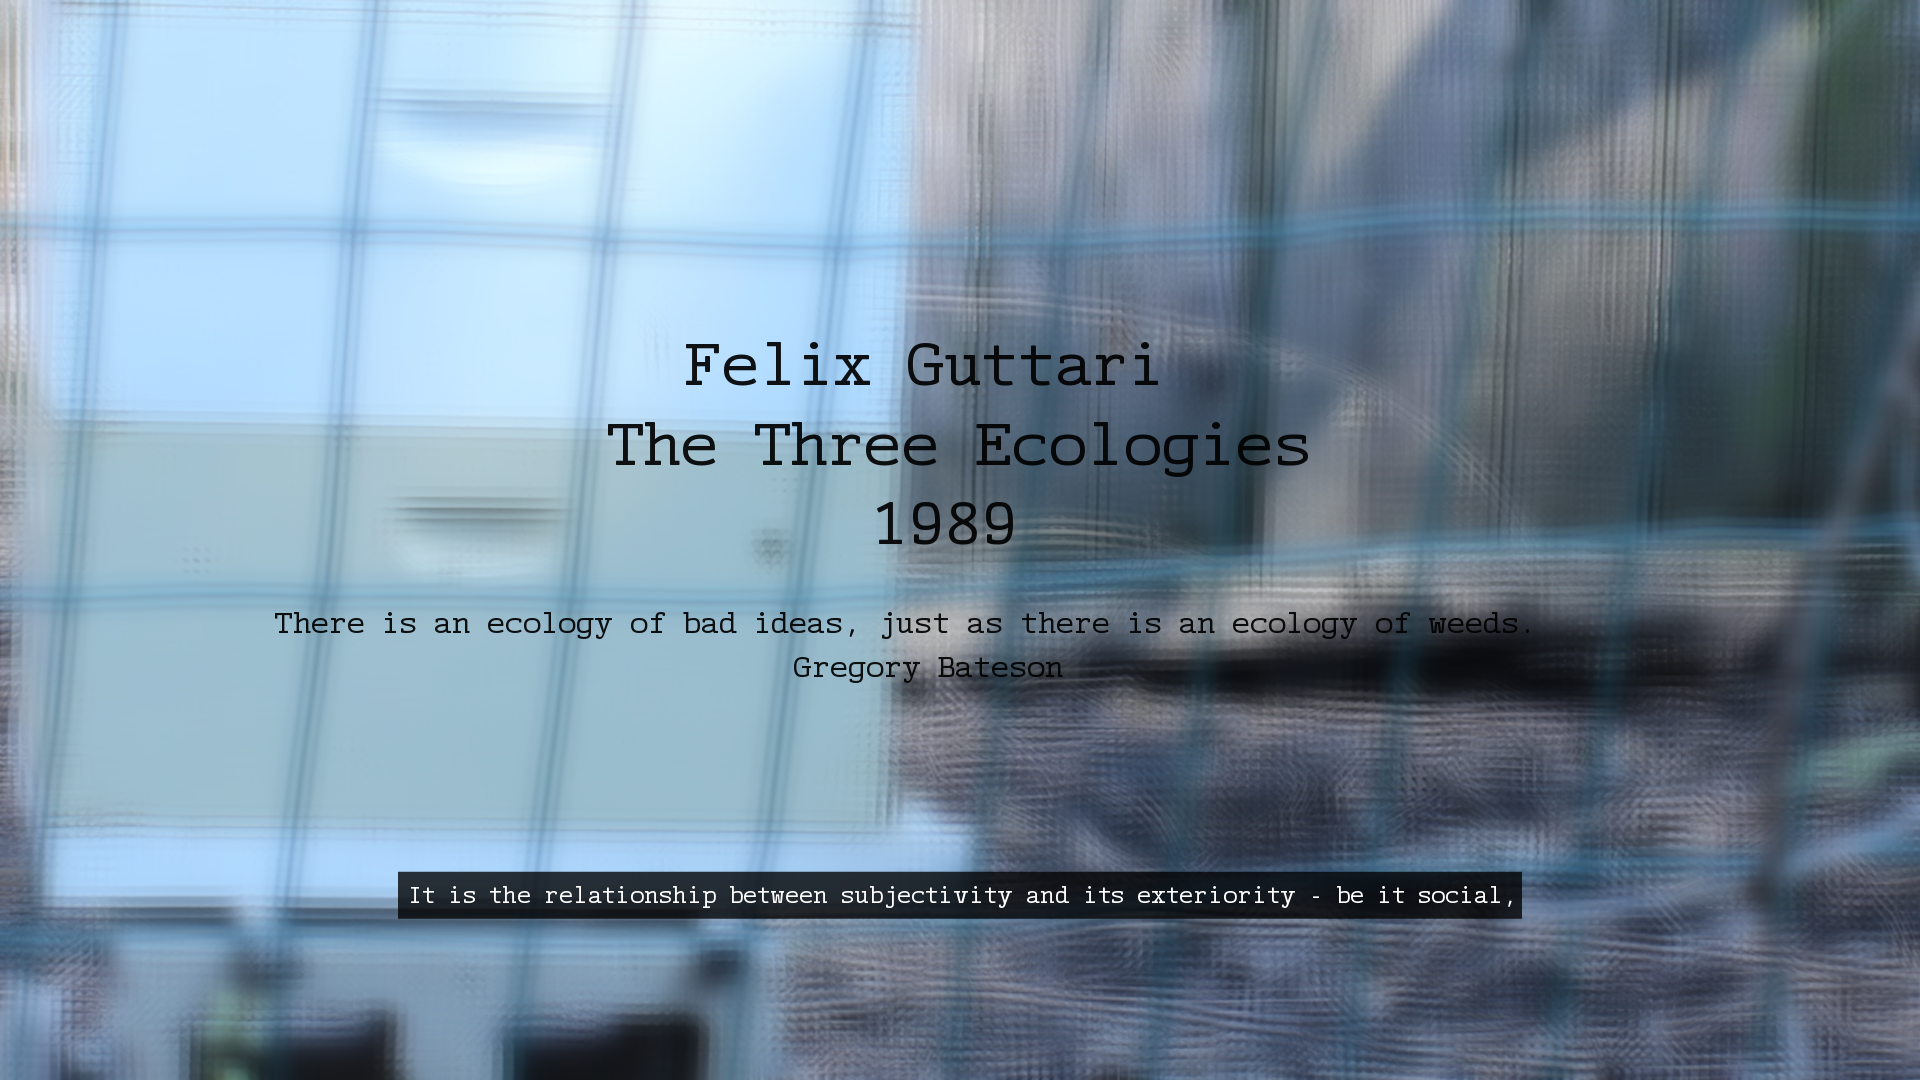 Felix Guttari
The Three Ecologies
1989
There is an ecology of bad ideas, just as there is an ecology of weeds.
Gregory Bateson
It is the relationship between subjectivity and its exteriority - be it social,